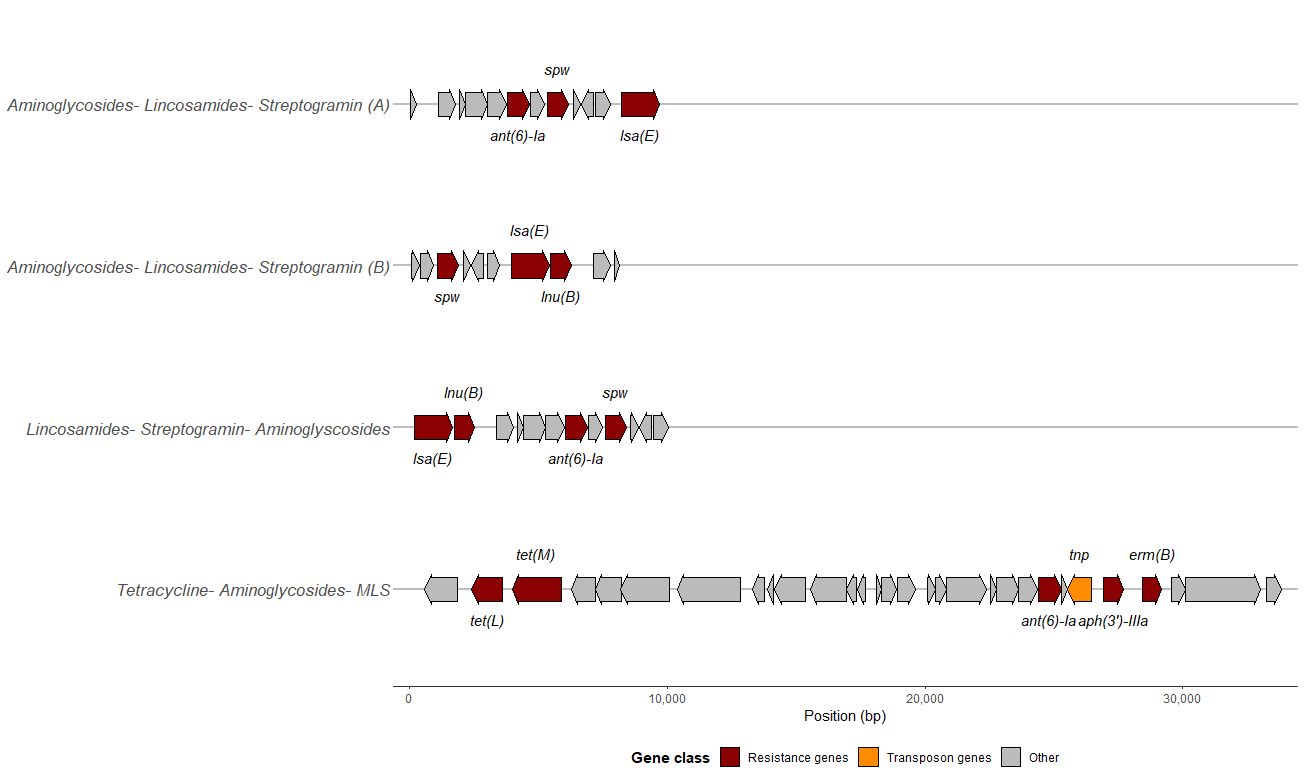 spw
Aminoglycosides- Lincosamides- Streptogramin (A)
ant(6)-Ia lsa(E)
lsa(E)
Aminoglycosides- Lincosamides- Streptogramin (B)
spw lnu(B)
lnu(B) spw
Lincosamides- Streptogramin- Aminoglyscosides
lsa(E) ant(6)-Ia
tet(M) tnp erm(B)
Tetracycline- Aminoglycosides- MLS
tet(L) ant(6)-Ia aph(3')-IIIa
0 10,000 20,000 30,000
Position (bp)
Gene class Resistance genes Transposon genes Other